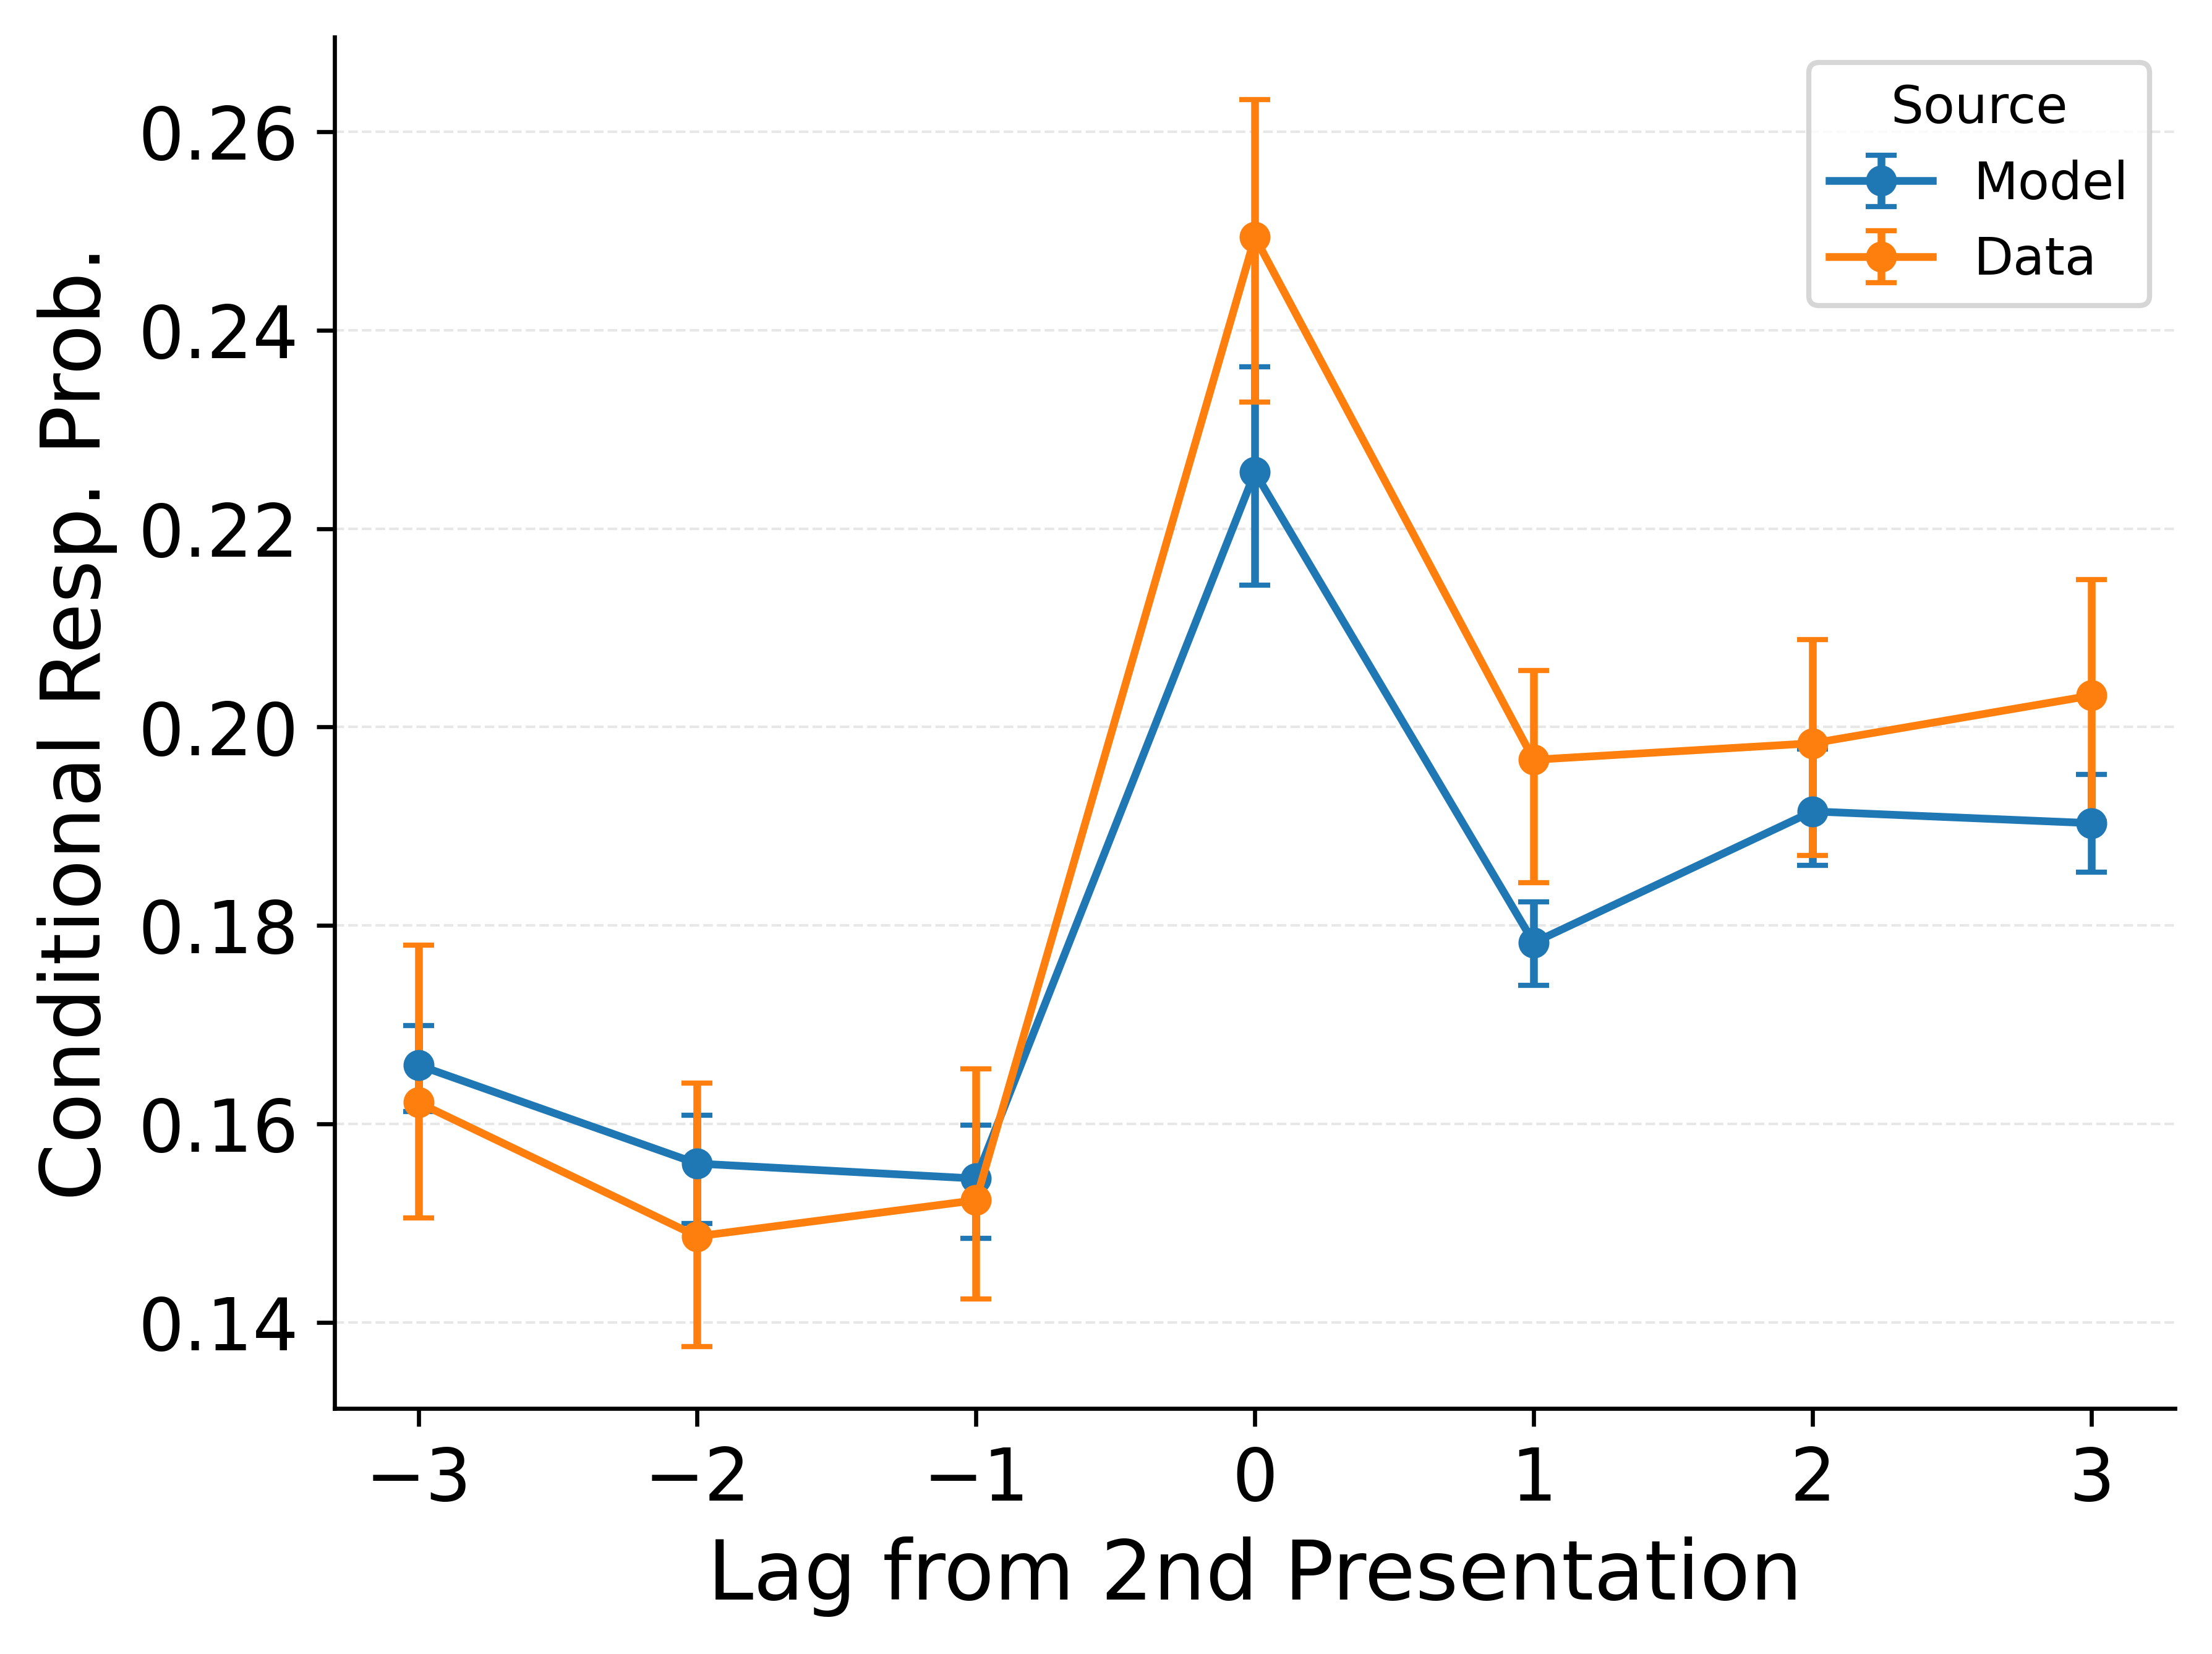 Source
Model
Data
Conditional Resp. Prob.
0.26
0.24
0.22
0.20
0.18
0.16
0.14
−3 −2 −1 0 1 2 3
Lag from 2nd Presentation